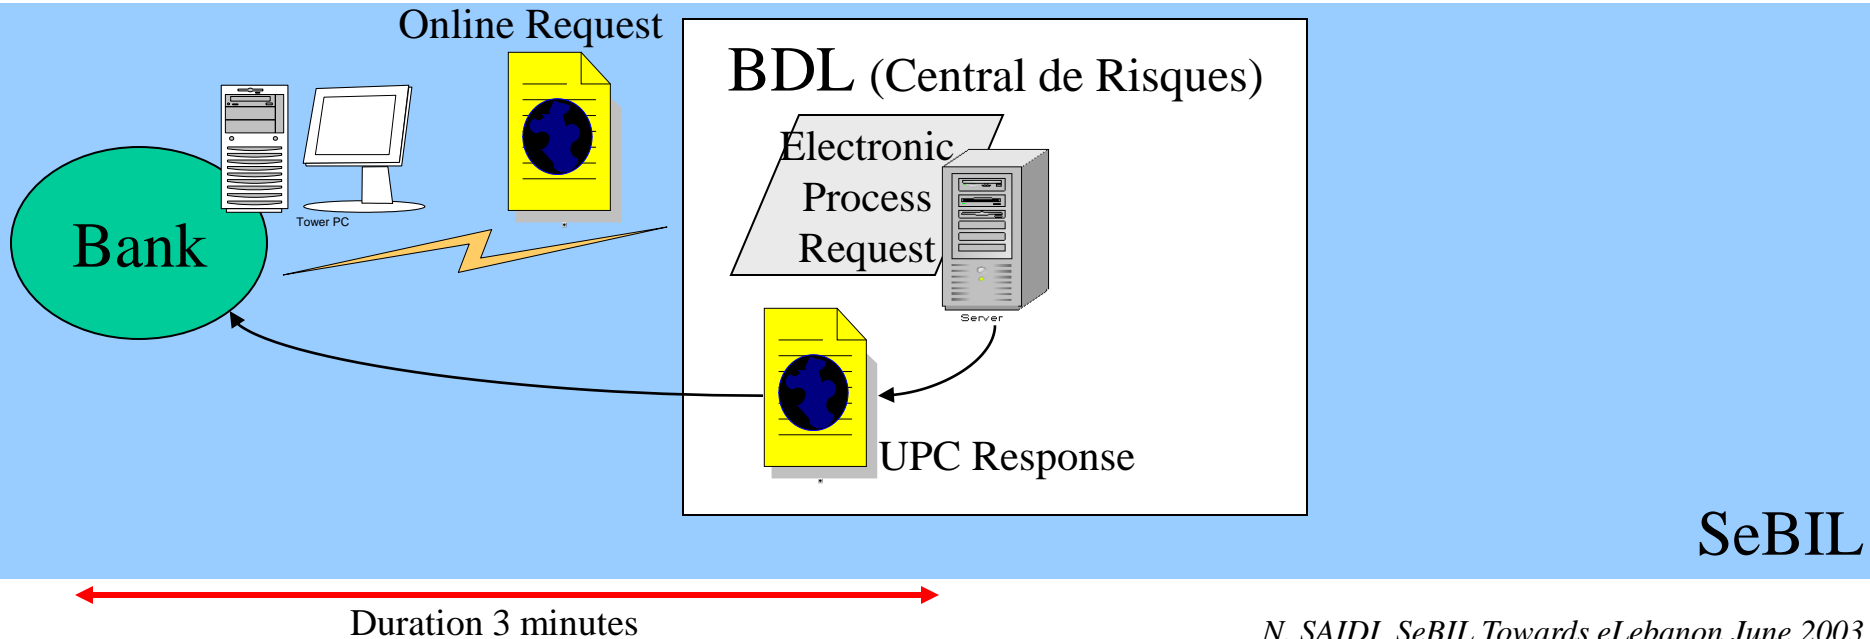 Online Request
BDL (Central de Risques)
Electronic
Process
Request
Tower PC
Bank
Server
UPC Response
SeBIL
Duration 3 minutes
N. SAIDI SeBIL Towards eLebanon June 2003